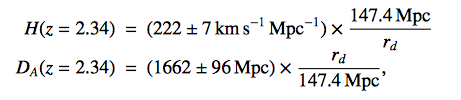 H(z = 2.34) = (222 ± 7 km s⁻¹ Mpc⁻¹) × 147.4 Mpc / r_d
D_A(z = 2.34) = (1662 ± 96 Mpc) × r_d / 147.4 Mpc,